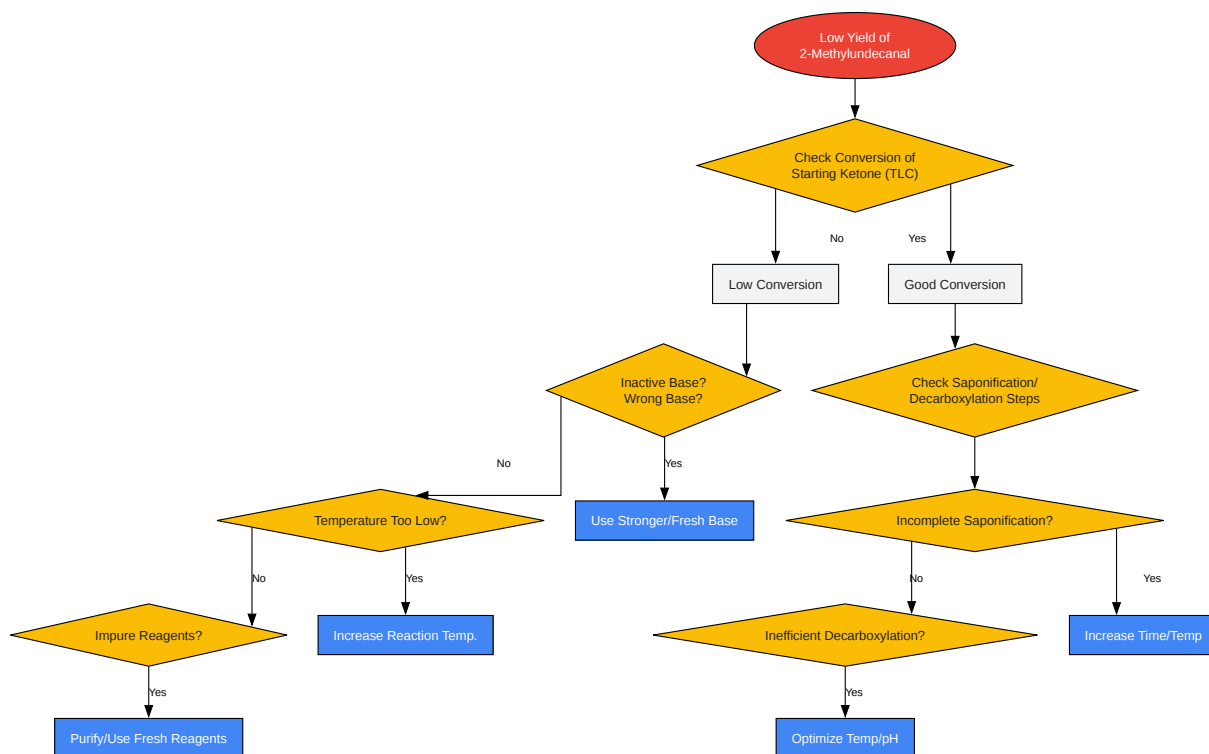 Low Yield of
2-Methylundecanal
Check Conversion of
Starting Ketone (TLC)
No
Yes
Low Conversion
Good Conversion
Inactive Base?
Wrong Base?
Check Saponification/
Decarboxylation Steps
No
Yes
Temperature Too Low?
Use Stronger/Fresh Base
Incomplete Saponification?
No
Yes
No
Yes
Impure Reagents?
Increase Reaction Temp.
Inefficient Decarboxylation?
Increase Time/Temp
Yes
Yes
Purify/Use Fresh Reagents
Optimize Temp/pH